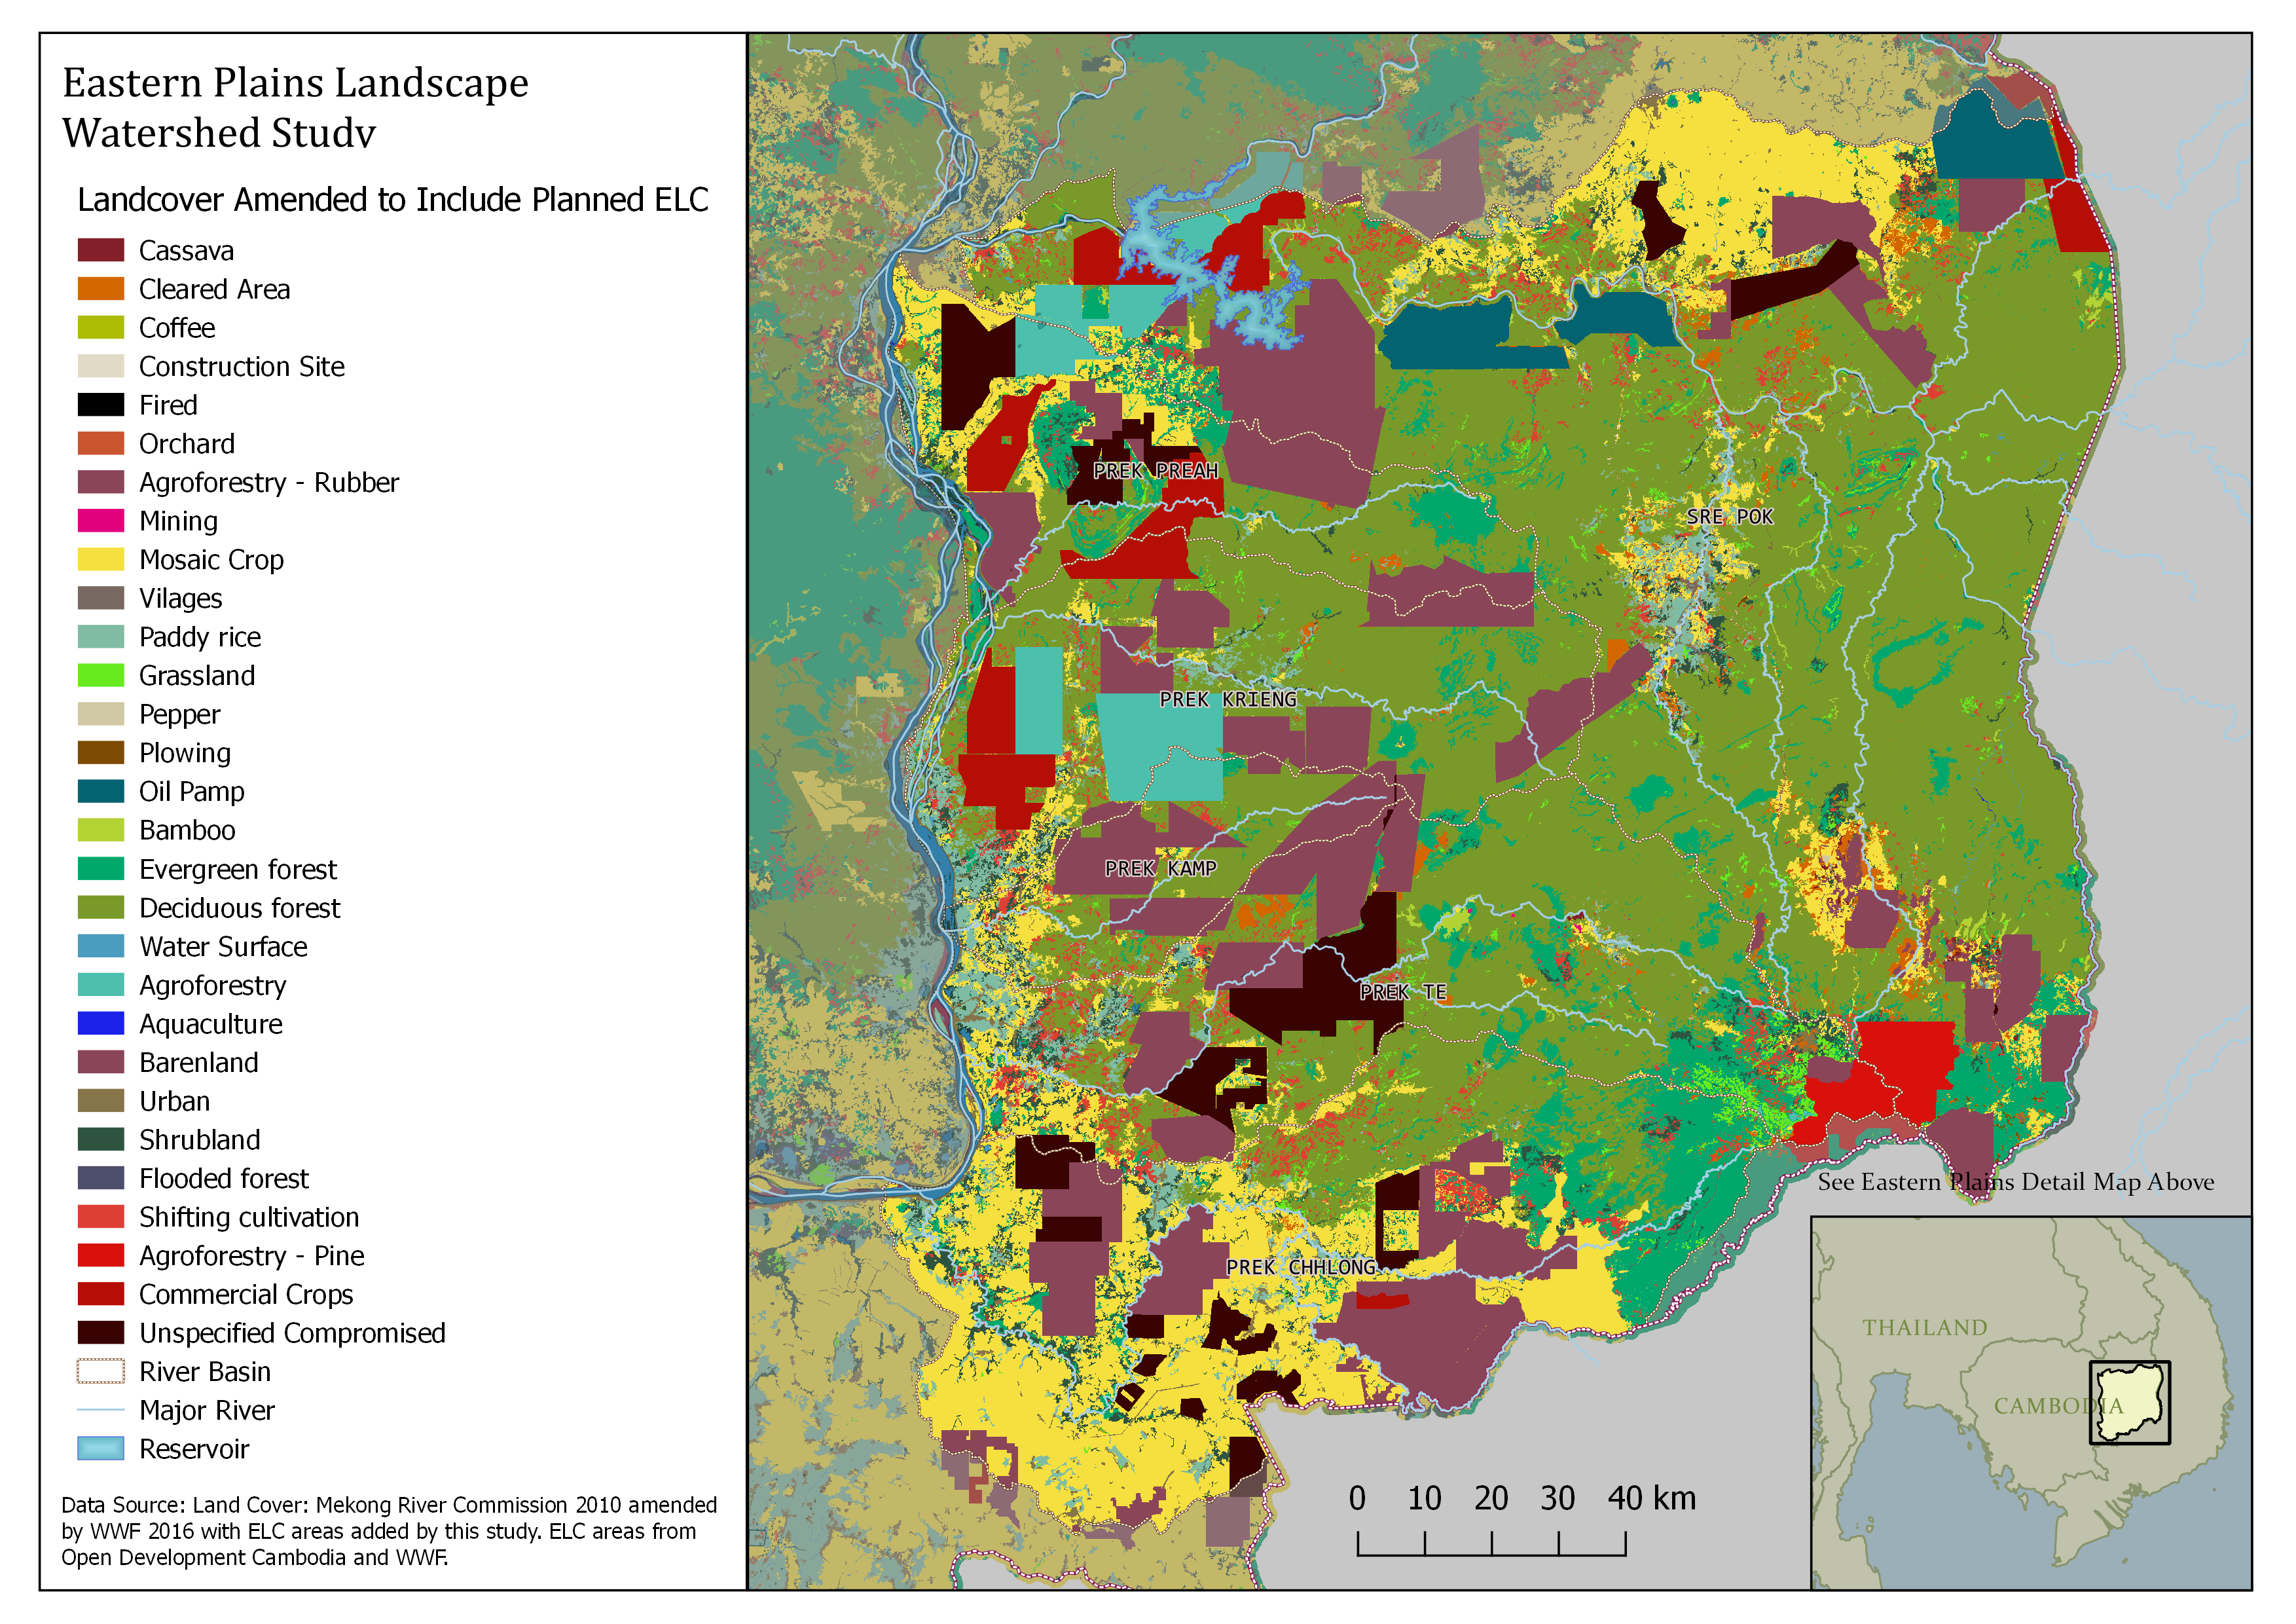 Eastern Plains Landscape
Watershed Studv
Landcover Amended to Include Planned ELC
Cassava
Cleared Area
Coffee
Construction Site
Fired
Orchard
Agroforestry - Rubber
Mining
Mosaic Crop
Vilages
Paddy rice
Grassland
Pepper
Plowing
Oil Pamp
Bamboo
Evergreen forest
Deciduous forest
Water Surface
Agroforestry
Aquaculture
Barenland
Urban
Shrubland
Flooded forest
Shifting cultivation
Agroforestry - Pine
Commercial Crops
Unspecified Compromised
River Basin
Major River
Reservoir
Data Source: Land Cover: Mekong River Commission 2010 amended
by WWF 2016 with ELC areas added by this study. ELC areas from
Open Development Cambodia and WWF.
PREK PREAH
SRE POK
PREK KRIENG
PREK KAMP
PREK TE
PREK CHHLONG
See Eastern Plains Detail Map Above
THAILAND
CAMBODIA
0 10 20 30 40 km